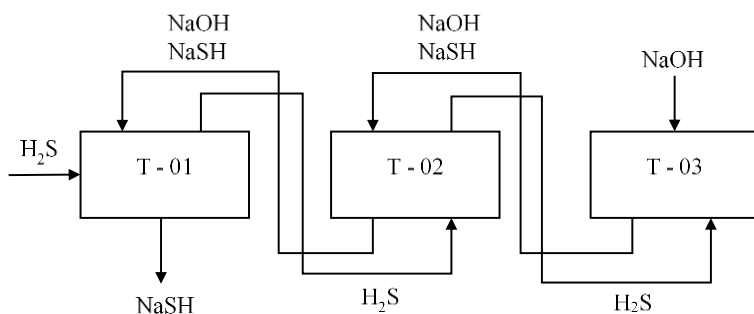 NaOH
NaSH
NaOH
NaSH
NaOH
H₂S
T - 01
T - 02
T - 03
NaSH
H₂S
H₂S